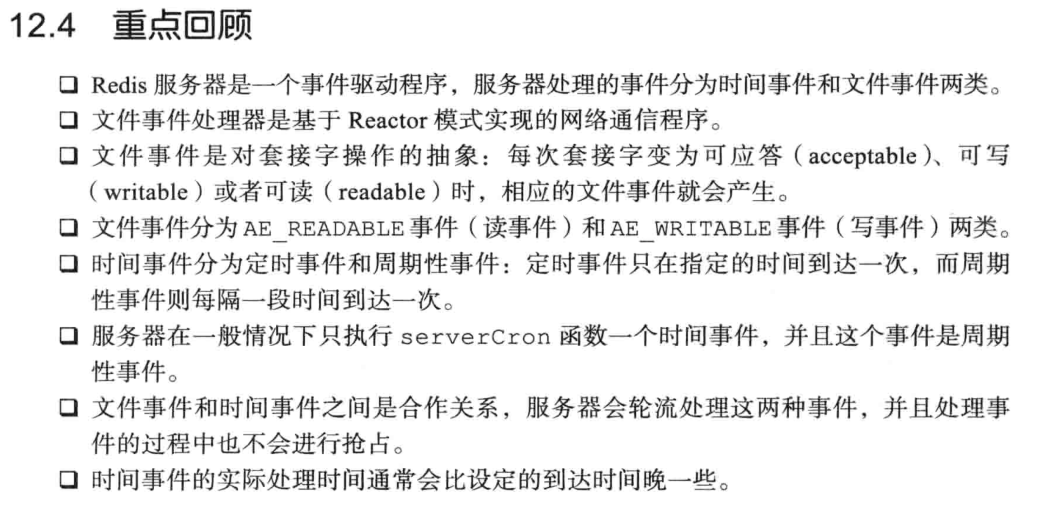 12.4 重点回顾
❑ Redis 服务器是一个事件驱动程序，服务器处理的事件分为时间事件和文件事件两类。
❑ 文件事件处理器是基于 Reactor 模式实现的网络通信程序。
❑ 文件事件是对套接字操作的抽象：每次套接字变为可应答（acceptable）、可写
（writable）或者可读（readable）时，相应的文件事件就会产生。
❑ 文件事件分为 AE_READABLE 事件（读事件）和 AE_WRITABLE 事件（写事件）两类。
❑ 时间事件分为定时事件和周期性事件：定时事件只在指定的时间到达一次，而周期
性事件则每隔一段时间到达一次。
❑ 服务器在一般情况下只执行 serverCron 函数一个时间事件，并且这个事件是周期
性事件。
❑ 文件事件和时间事件之间是合作关系，服务器会轮流处理这两种事件，并且处理事
件的过程中也不会进行抢占。
❑ 时间事件的实际处理时间通常会比设定的到达时间晚一些。